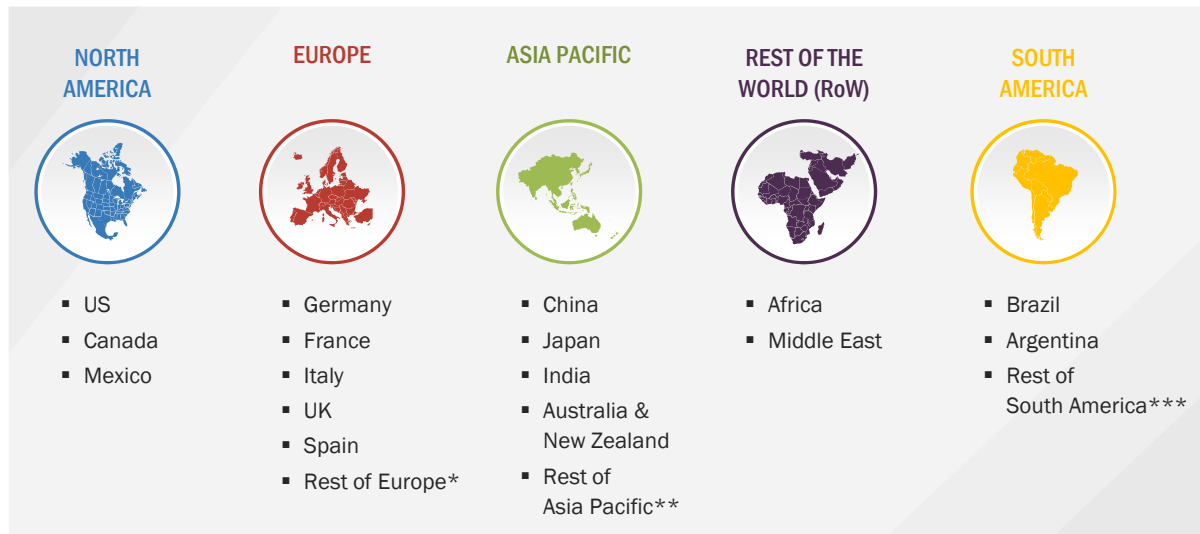 NORTH
AMERICA
▪ US
▪ Canada
▪ Mexico
EUROPE
▪ Germany
▪ France
▪ Italy
▪ UK
▪ Spain
▪ Rest of Europe*
ASIA PACIFIC
▪ China
▪ Japan
▪ India
▪ Australia &
New Zealand
▪ Rest of
Asia Pacific**
REST OF THE
WORLD (RoW)
▪ Africa
▪ Middle East
SOUTH
AMERICA
▪ Brazil
▪ Argentina
▪ Rest of
South America***